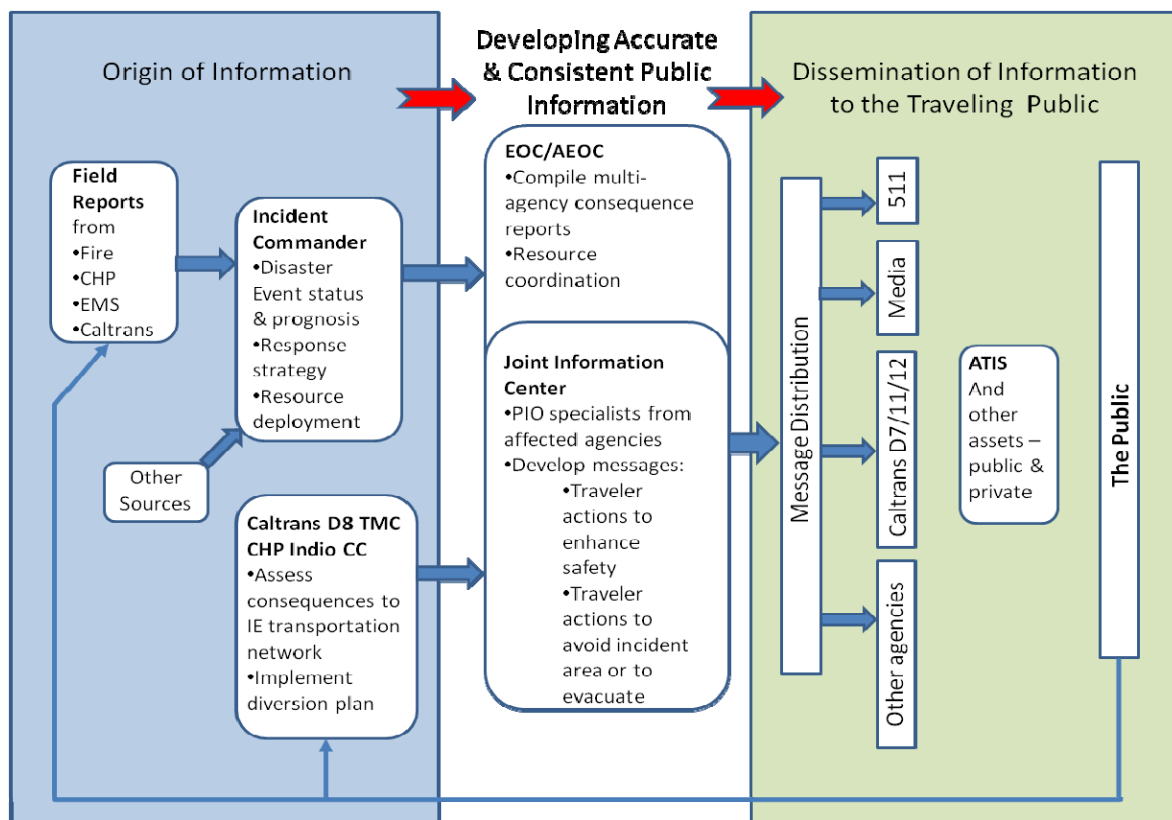 Origin of Information
Developing Accurate
& Consistent Public
Information
Dissemination of Information
to the Traveling Public
Field
Reports
from
•Fire
•CHP
•EMS
•Caltrans
Incident
Commander
•Disaster
Event status
& prognosis
•Response
strategy
•Resource
deployment
Other
Sources
Caltrans D8 TMC
CHP Indio CC
•Assess
consequences to
IE transportation
network
•Implement
diversion plan
EOC/AEOC
•Compile multi-
agency consequence
reports
•Resource
coordination
Joint Information
Center
•PIO specialists from
affected agencies
•Develop messages:
•Traveler
actions to
enhance
safety
•Traveler
actions to
avoid incident
area or to
evacuate
Message Distribution
511
Media
Caltrans D7/11/12
Other agencies
ATIS
And
other
assets –
public &
private
The Public